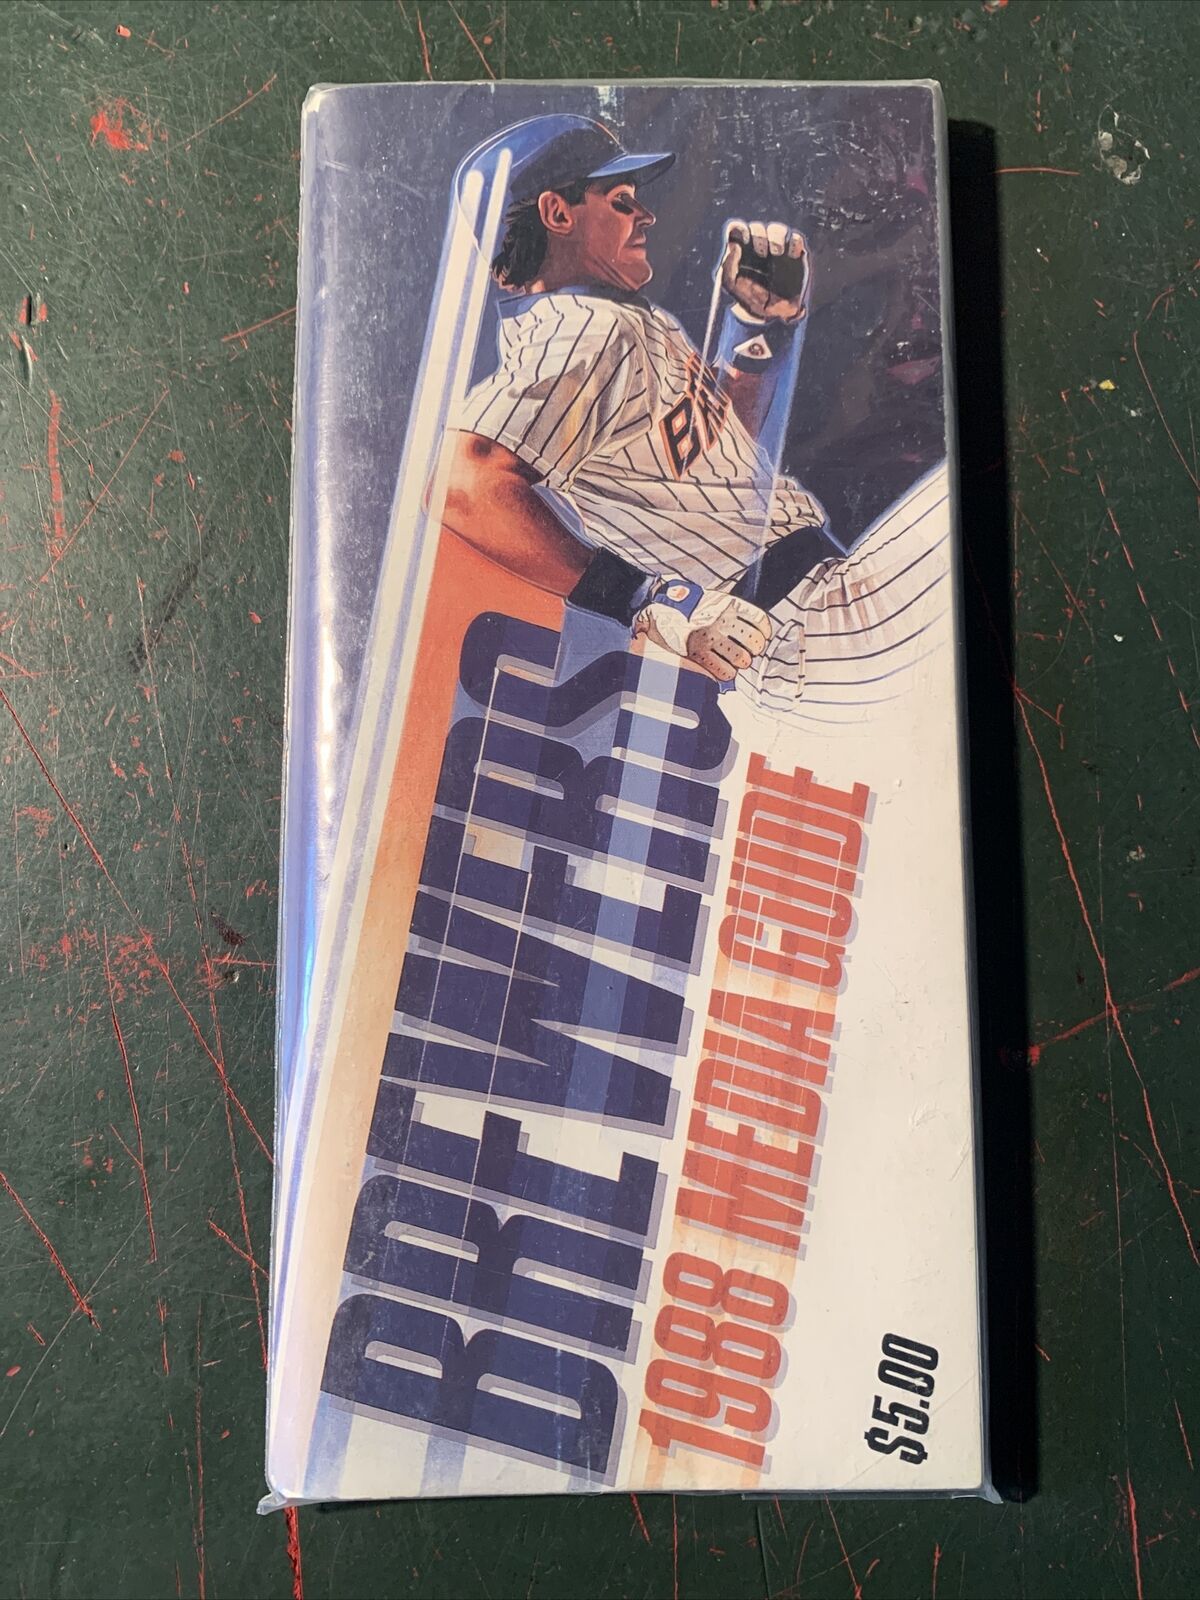 BREWERS
1988 MEDIA GUIDE
$5.00